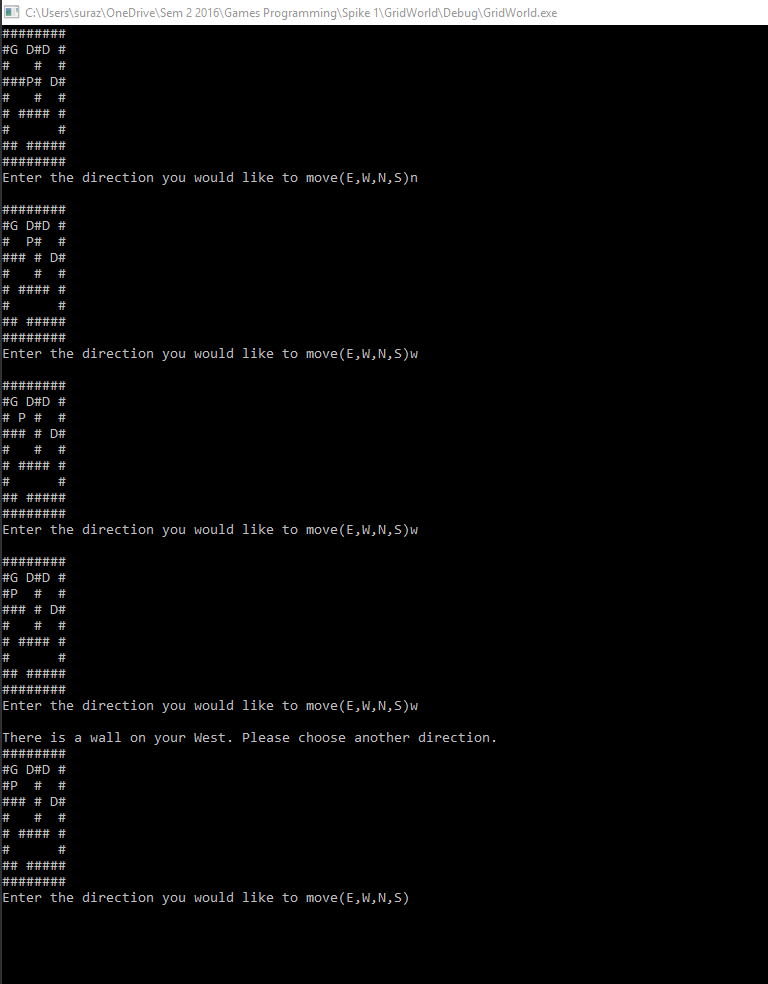 C:\Users\suraz\OneDrive\Sem 2 2016\Games Programming\Spike 1\GridWorld\Debug\GridWorld.exe
########
#G D#D #
#   #  #
###P# D#
#   #  #
# #### #
#      #
## #####
########
Enter the direction you would like to move(E,W,N,S)n

########
#G D#D #
#  P#  #
### # D#
#   #  #
# #### #
#      #
## #####
########
Enter the direction you would like to move(E,W,N,S)w

########
#G D#D #
# P #  #
### # D#
#   #  #
# #### #
#      #
## #####
########
Enter the direction you would like to move(E,W,N,S)w

########
#G D#D #
#P  #  #
### # D#
#   #  #
# #### #
#      #
## #####
########
Enter the direction you would like to move(E,W,N,S)w

There is a wall on your West. Please choose another direction.
########
#G D#D #
#P  #  #
### # D#
#   #  #
# #### #
#      #
## #####
########
Enter the direction you would like to move(E,W,N,S)